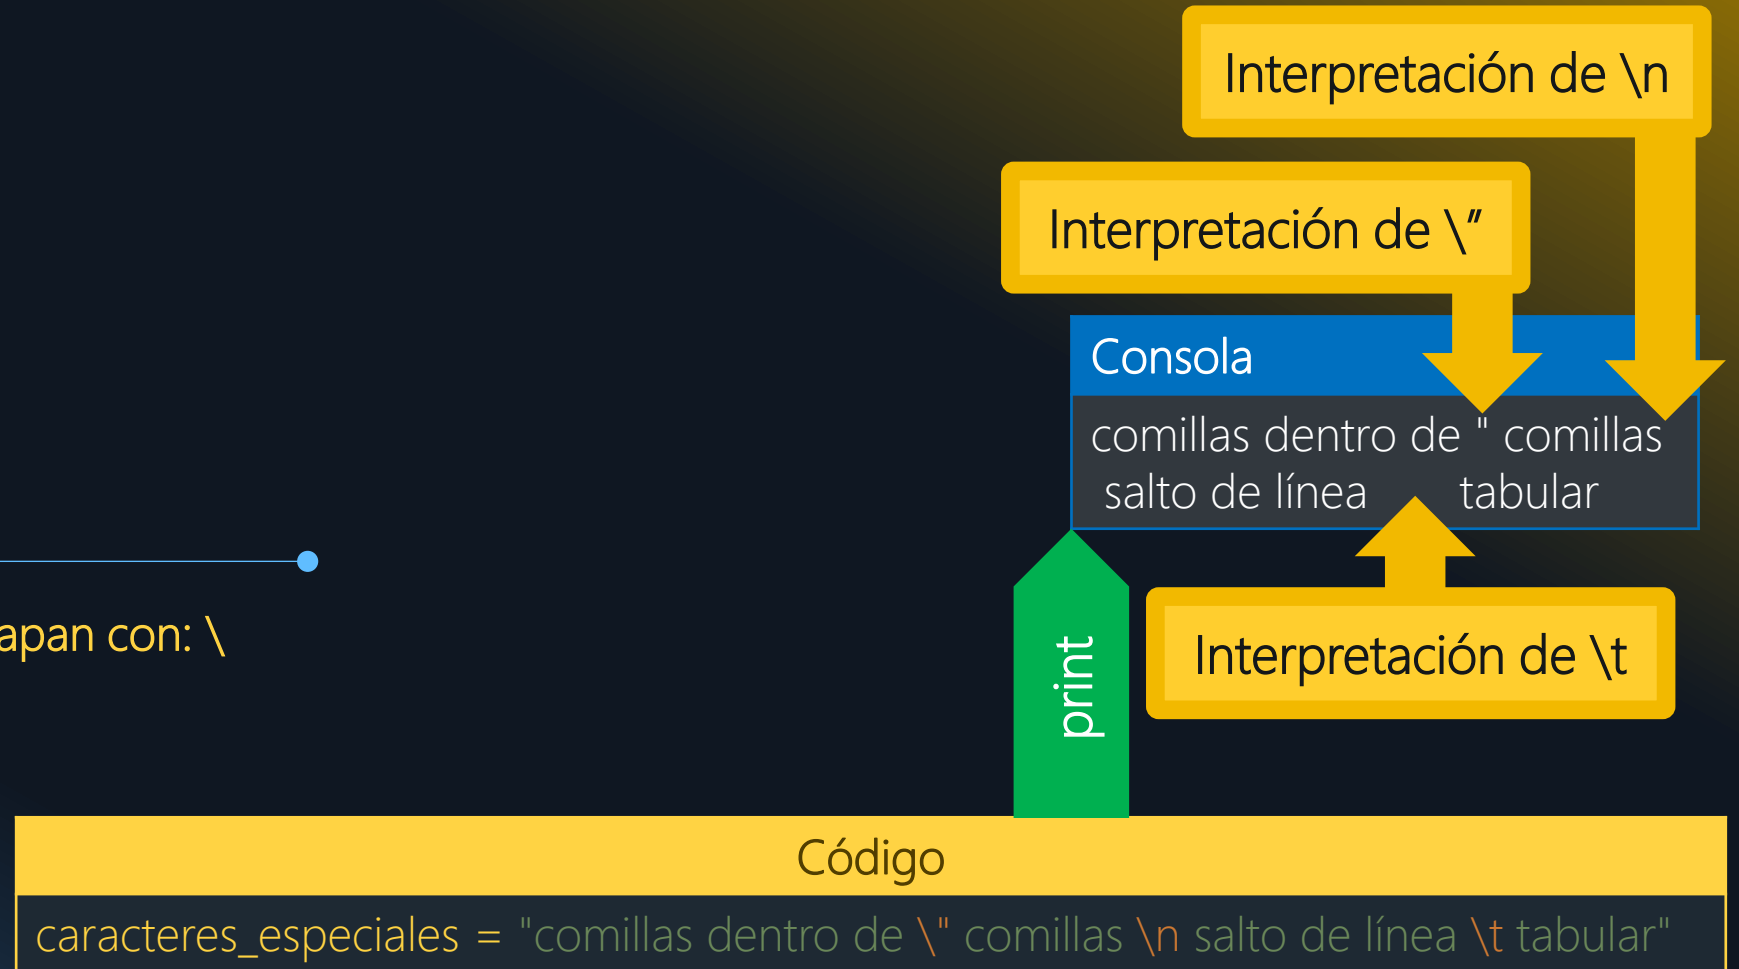 Interpretación de \n
Interpretación de \"
Consola
comillas dentro de " comillas
salto de línea tabular
con: \
print
Interpretación de \t
Código
caracteres_especiales = "comillas dentro de \" comillas \n salto de línea \t tabular"